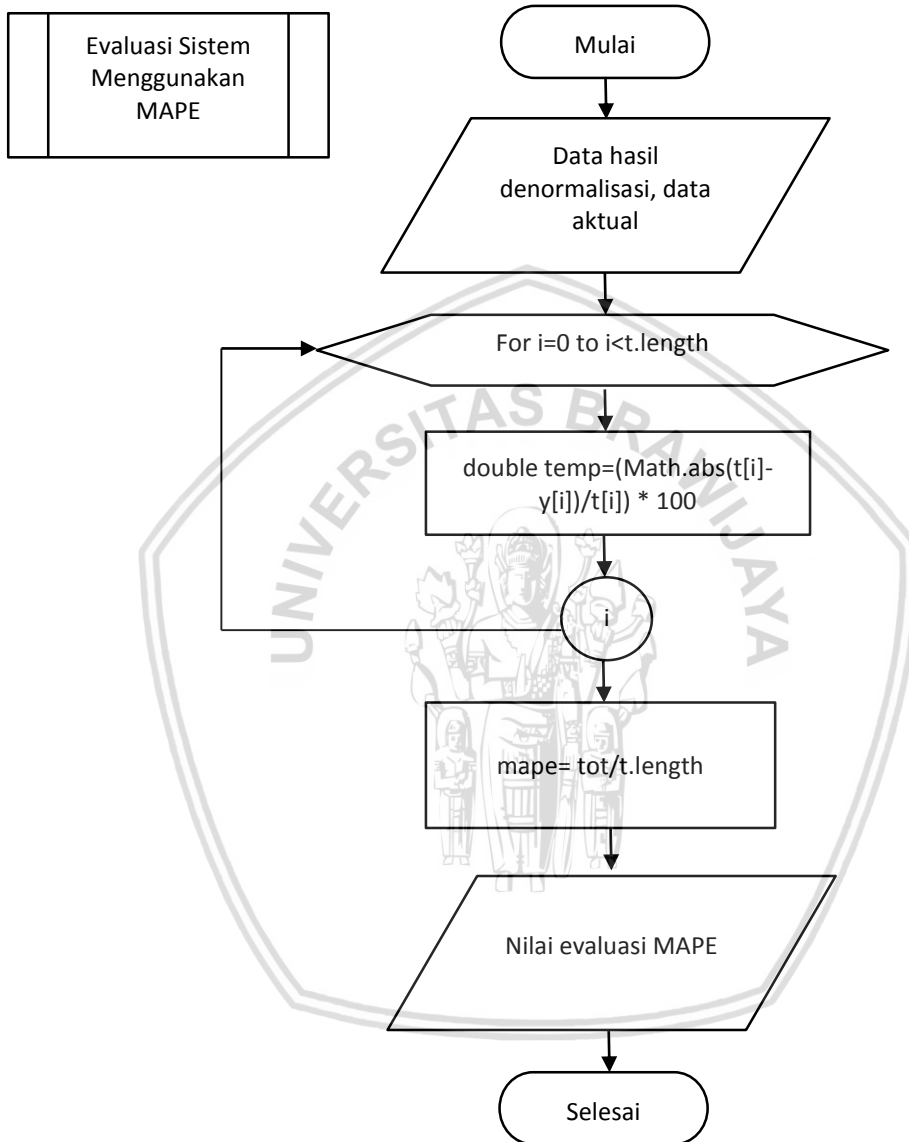 Evaluasi Sistem
Menggunakan
MAPE
Mulai
Data hasil
denormalisasi, data
aktual
For i=0 to i<t.length
double temp=(Math.abs(t[i]-
y[i])/t[i]) * 100
i
mape= tot/t.length
Nilai evaluasi MAPE
Selesai
UNIVERSITAS BRAWIJAYA